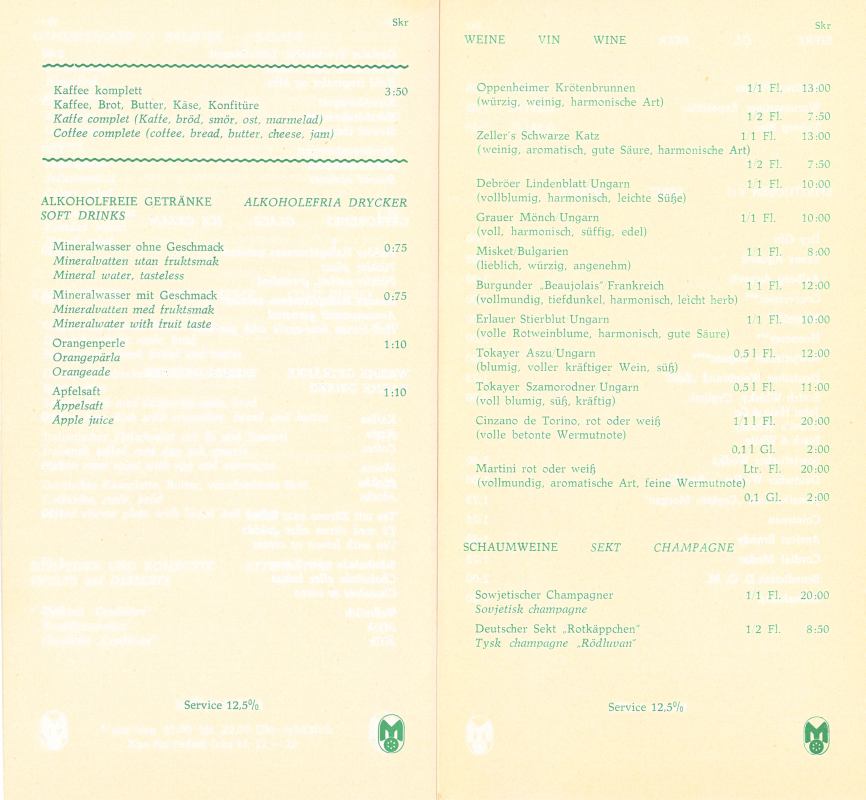 Skr
Kaffee komplett 3:50
Kaffee, Brot, Butter, Käse, Konfitüre
Kaffe complet (Kaffe, bröd, smör, ost, marmelad)
Coffee complete (coffee, bread, butter, cheese, jam)
ALKOHOLFREIE GETRÄNKE ALKOHOLEFRIA DRYCKER
SOFT DRINKS
Mineralwasser ohne Geschmack 0:75
Mineralvatten utan fruktsmak
Mineral water, tasteless
Mineralwasser mit Geschmack 0:75
Mineralvatten med fruktsmak
Mineralwater with fruit taste
Orangenperle 1:10
Orangepärla
Orangeade
Apfelsaft 1:10
Äppelsaft
Apple juice
Service 12,5%
M
Skr
WEINE VIN WINE
Oppenheimer Krötenbrunnen 1/1 Fl. 13:00
(würzig, weinig, harmonische Art)
1/2 Fl. 7:50
Zeller's Schwarze Katz 1/1 Fl. 13:00
(weinig, aromatisch, gute Säure, harmonische Art)
1/2 Fl. 7:50
Debröer Lindenblatt/Ungarn 1/1 Fl. 10:00
(vollblumig, harmonisch, leichte Süße)
Grauer Mönch/Ungarn 1/1 Fl. 10:00
(voll, harmonisch, süffig, edel)
Misket/Bulgarien 1/1 Fl. 8:00
(lieblich, würzig, angenehm)
Burgunder „Beaujolais“/Frankreich 1/1 Fl. 12:00
(vollmundig, tiefdunkel, harmonisch, leicht herb)
Erlauer Stierblut/Ungarn 1/1 Fl. 10:00
(volle Rotweinblume, harmonisch, gute Säure)
Tokayer Aszu/Ungarn 0,5 l Fl. 12:00
(blumig, voller kräftiger Wein, süß)
Tokayer Szamorodner/Ungarn 0,5 l Fl. 11:00
(voll blumig, süß, kräftig)
Cinzano de Torino, rot oder weiß 1/1 l Fl. 20:00
(volle betonte Wermutnote)
0,1 l Gl. 2:00
Martini rot oder weiß Ltr. Fl. 20:00
(vollmundig, aromatische Art, feine Wermutnote)
0,1 Gl. 2:00
SCHAUMWEINE SEKT CHAMPAGNE
Sowjetischer Champagner 1/1 Fl. 20:00
Sovjetisk champagne
Deutscher Sekt „Rotkäppchen“ 1/2 Fl. 8:50
Tysk champagne „Rödluvan“
Service 12,5%
M